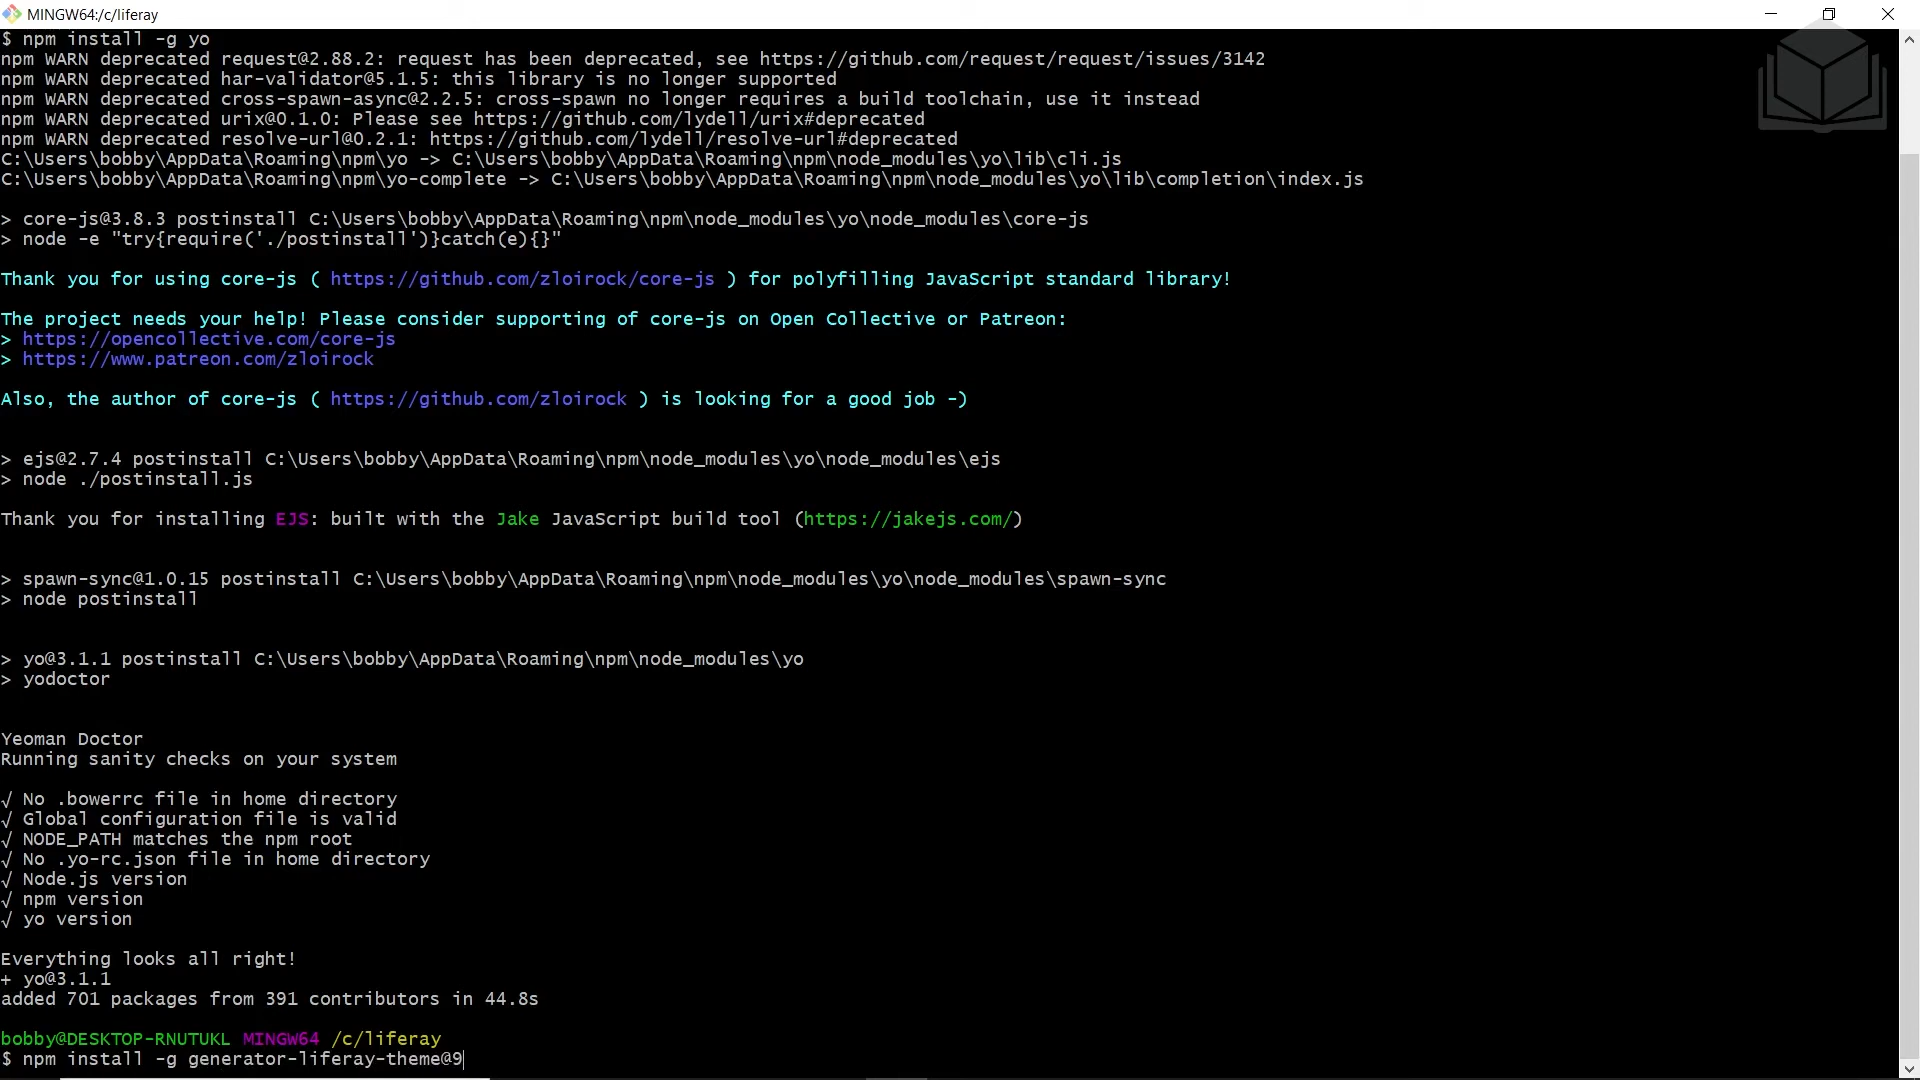 MINGW64:/c/liferay
$ npm install -g yo
npm WARN deprecated request@2.88.2: request has been deprecated, see https://github.com/request/request/issues/3142
npm WARN deprecated har-validator@5.1.5: this library is no longer supported
npm WARN deprecated cross-spawn-async@2.2.5: cross-spawn no longer requires a build toolchain, use it instead
npm WARN deprecated urix@0.1.0: Please see https://github.com/lydell/urix#deprecated
npm WARN deprecated resolve-url@0.2.1: https://github.com/lydell/resolve-url#deprecated
C:\Users\bobby\AppData\Roaming\npm\yo -> C:\Users\bobby\AppData\Roaming\npm\node_modules\yo\lib\cli.js
C:\Users\bobby\AppData\Roaming\npm\yo-complete -> C:\Users\bobby\AppData\Roaming\npm\node_modules\yo\lib\completion\index.js
> core-js@3.8.3 postinstall C:\Users\bobby\AppData\Roaming\npm\node_modules\yo\node_modules\core-js
> node -e "try{require('./postinstall')}catch(e){}"
Thank you for using core-js ( https://github.com/zloirock/core-js ) for polyfilling JavaScript standard library!
The project needs your help! Please consider supporting of core-js on Open Collective or Patreon:
> https://opencollective.com/core-js
> https://www.patreon.com/zloirock
Also, the author of core-js ( https://github.com/zloirock ) is looking for a good job -)
> ejs@2.7.4 postinstall C:\Users\bobby\AppData\Roaming\npm\node_modules\yo\node_modules\ejs
> node ./postinstall.js
Thank you for installing EJS: built with the Jake JavaScript build tool (https://jakejs.com/)
> spawn-sync@1.0.15 postinstall C:\Users\bobby\AppData\Roaming\npm\node_modules\yo\node_modules\spawn-sync
> node postinstall
> yo@3.1.1 postinstall C:\Users\bobby\AppData\Roaming\npm\node_modules\yo
> yodoctor
Yeoman Doctor
Running sanity checks on your system
√ No .bowerrc file in home directory
√ Global configuration file is valid
√ NODE_PATH matches the npm root
√ No .yo-rc.json file in home directory
√ Node.js version
√ npm version
√ yo version
Everything looks all right!
+ yo@3.1.1
added 701 packages from 391 contributors in 44.8s
bobby@DESKTOP-RNUTUKL MINGW64 /c/liferay
$ npm install -g generator-liferay-theme@9